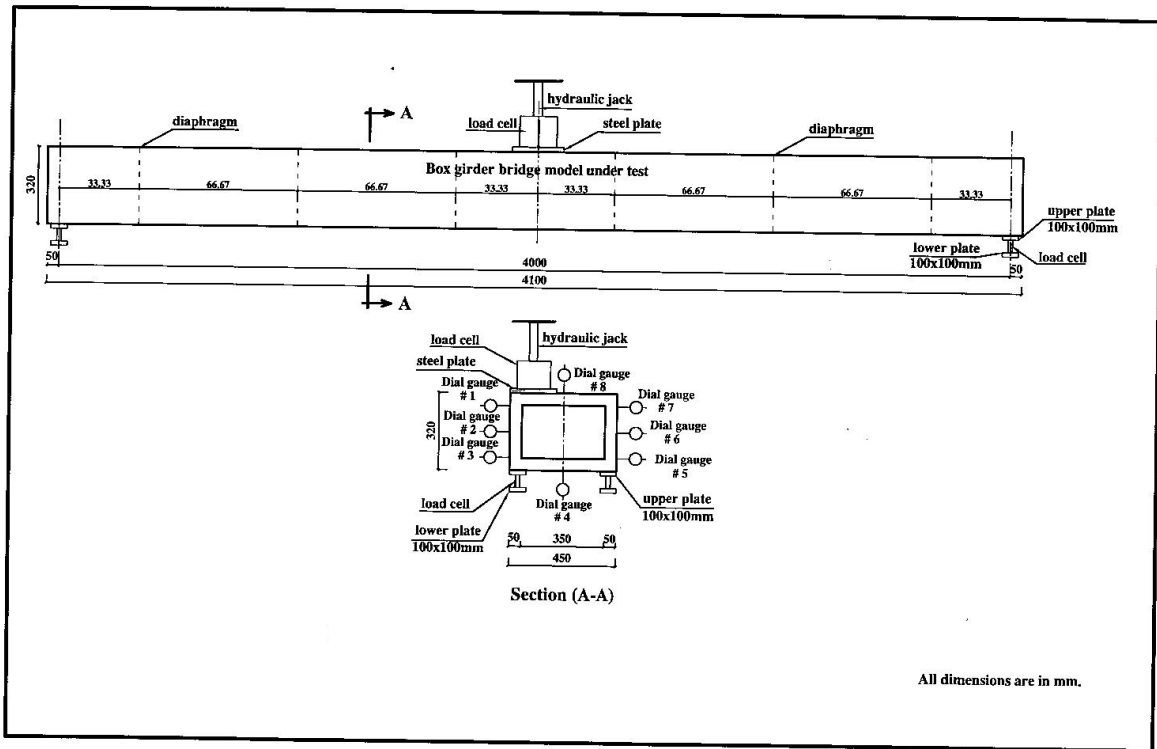 hydraulic jack
A
diaphragm
load cell
steel plate
diaphragm
Box girder bridge model under test
320
33.33
66.67
66.67
33.33
33.33
66.67
66.67
33.33
upper plate
100x100mm
lower plate
100x100mm
load cell
50
4000
50
4100
A
load cell
hydraulic jack
steel plate
Dial gauge
# 1
Dial gauge
# 8
Dial gauge
# 7
Dial gauge
# 2
Dial gauge
# 6
320
Dial gauge
# 3
Dial gauge
# 5
load cell
Dial gauge
# 4
upper plate
100x100mm
lower plate
100x100mm
50
350
50
450
Section (A-A)
All dimensions are in mm.